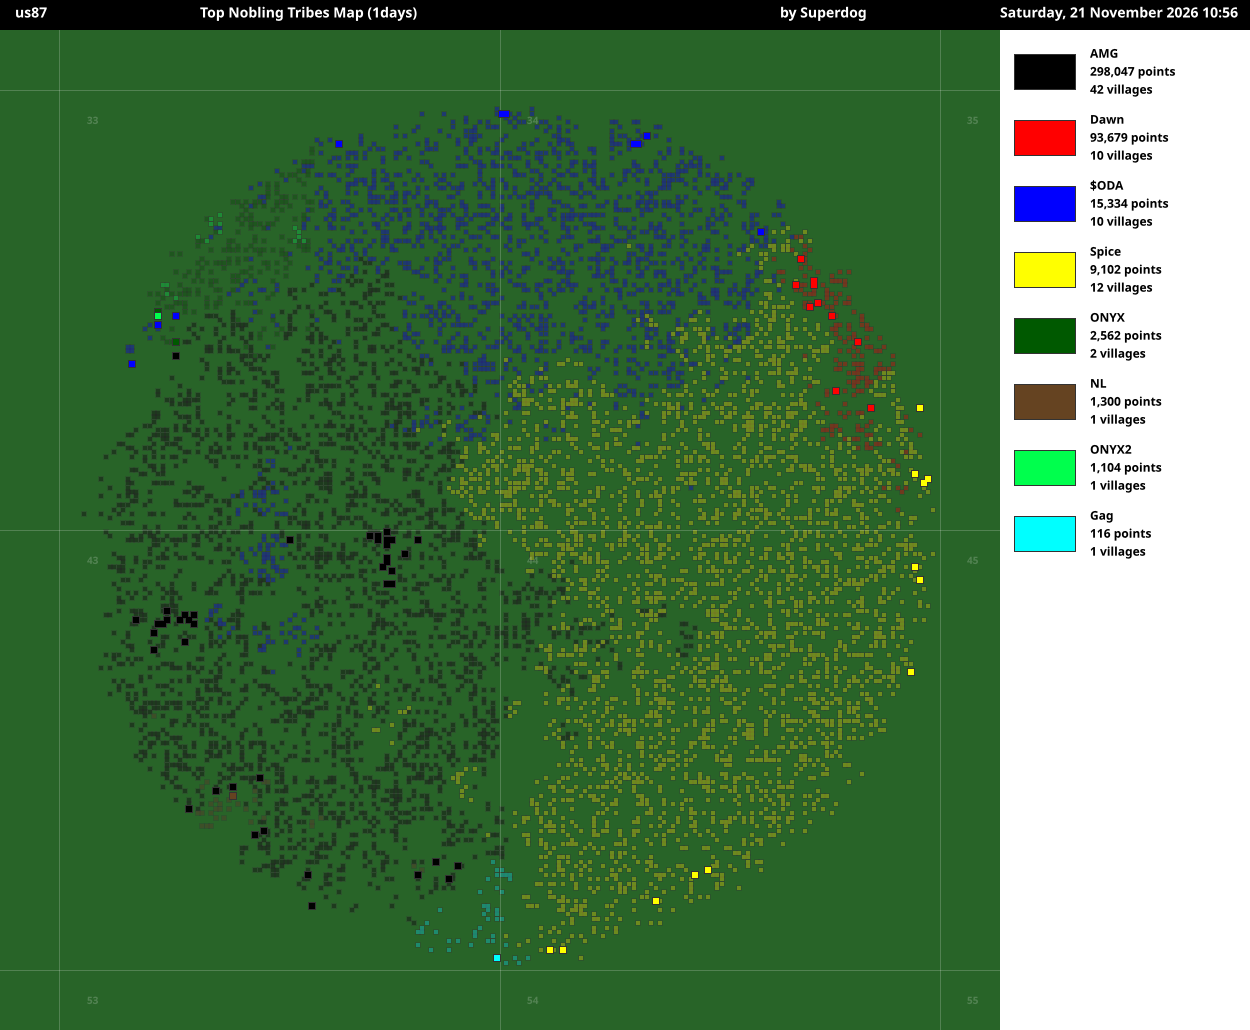 us87
Top Nobling Tribes Map (1days)
by Superdog
Saturday, 21 November 2026 10:56
33
34
35
43
44
45
53
54
55
AMG
298,047 points
42 villages
Dawn
93,679 points
10 villages
$ODA
15,334 points
10 villages
Spice
9,102 points
12 villages
ONYX
2,562 points
2 villages
NL
1,300 points
1 villages
ONYX2
1,104 points
1 villages
Gag
116 points
1 villages